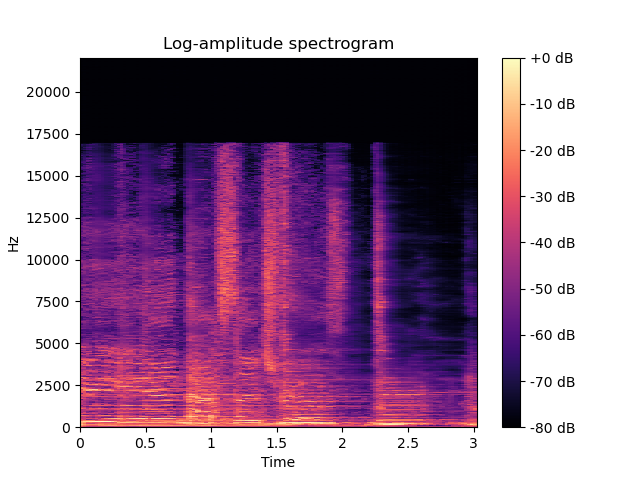 Log-amplitude spectrogram
+0 dB
-10 dB
-20 dB
-30 dB
-40 dB
-50 dB
-60 dB
-70 dB
-80 dB
20000
17500
15000
12500
10000
7500
5000
2500
0
Hz
0
0.5
1
1.5
2
2.5
3
Time